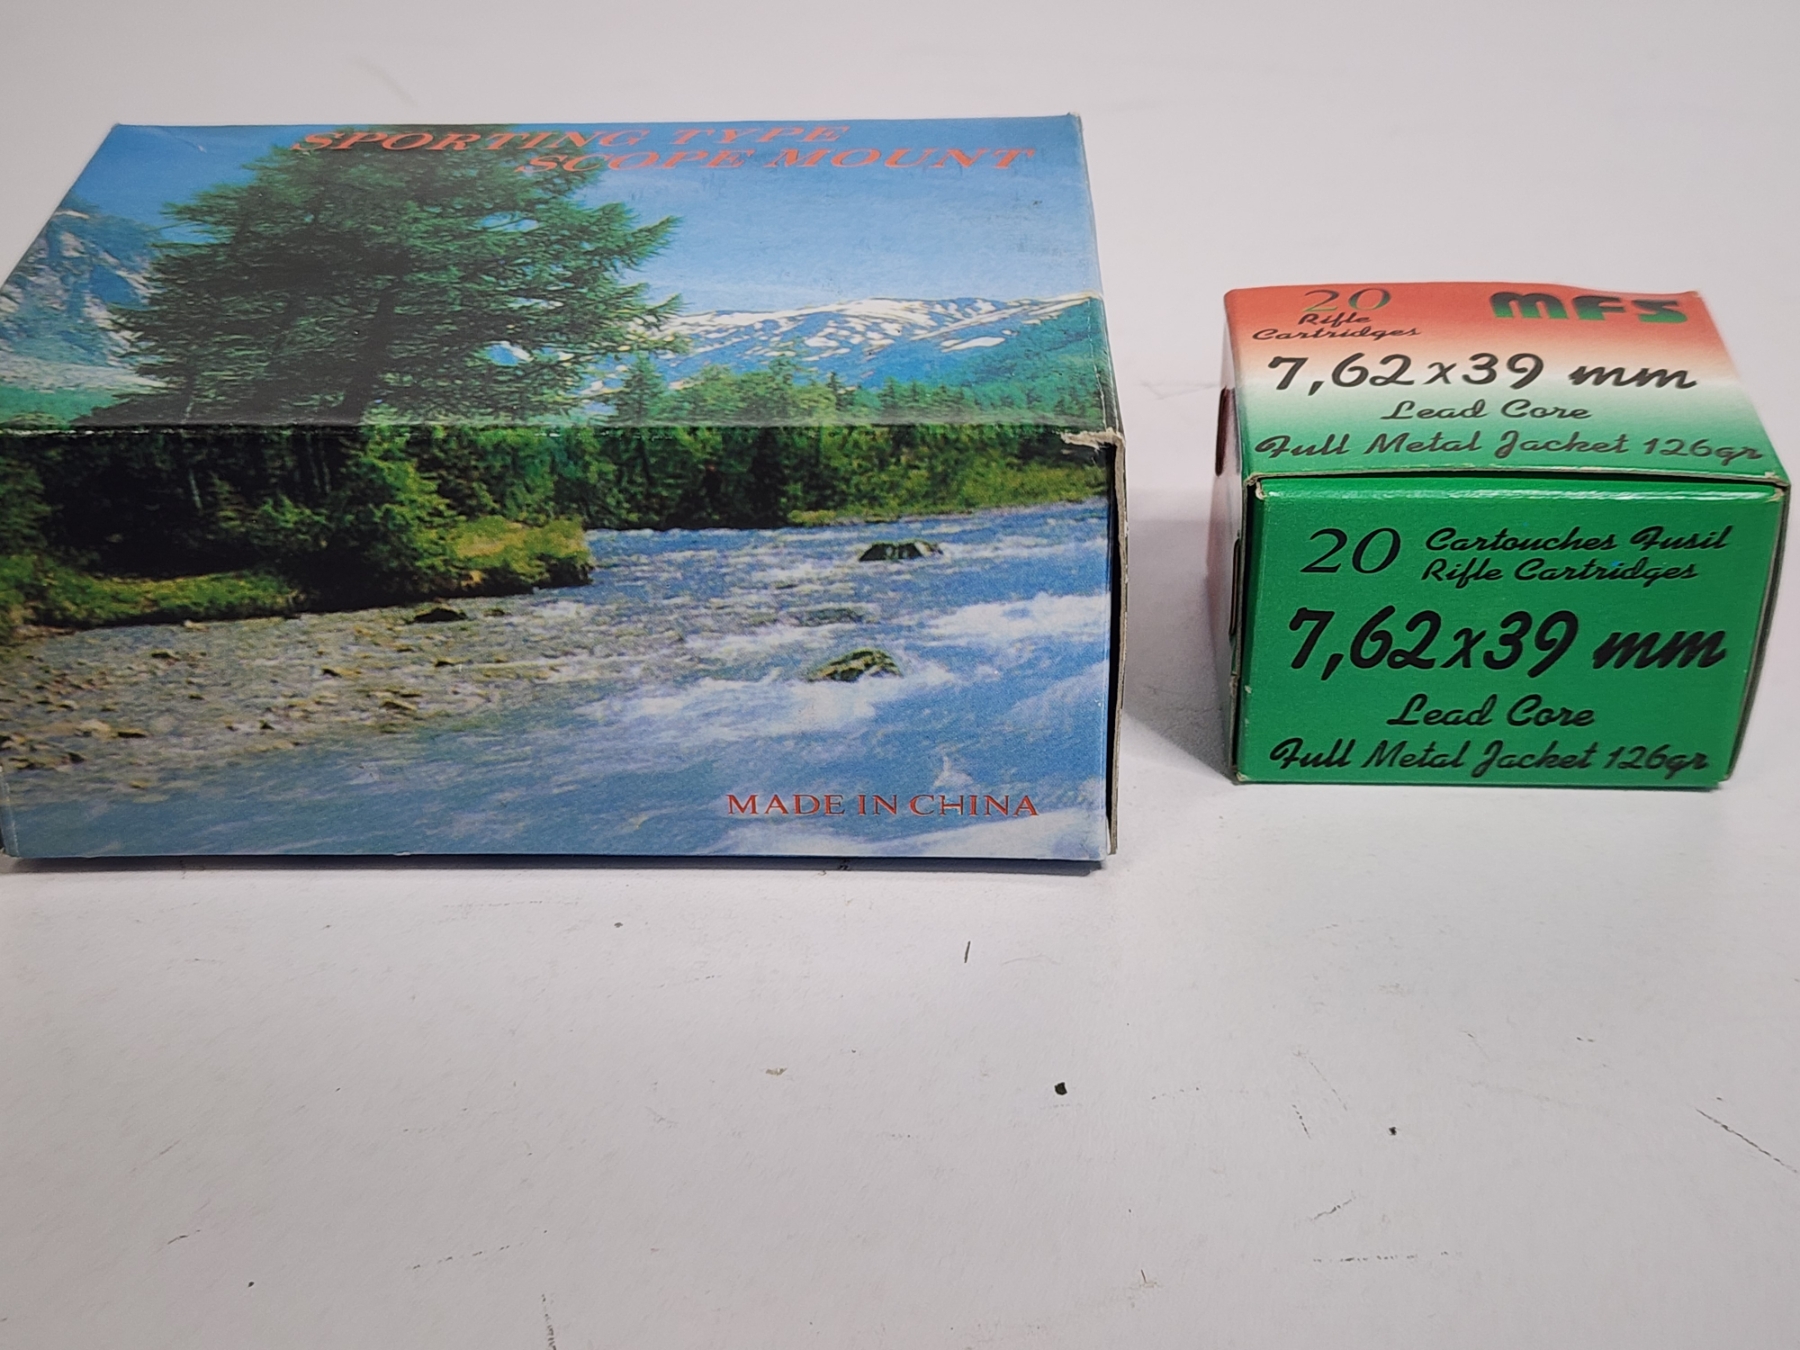 SPORTING TYPE
SCOPE MOUNT
MADE IN CHINA
20
Rifle
Cartridges
MFS
7,62x39 mm
Lead Core
Full Metal Jacket 126gr
20 Cartouches Fusil
Rifle Cartridges
7,62x39 mm
Lead Core
Full Metal Jacket 126gr